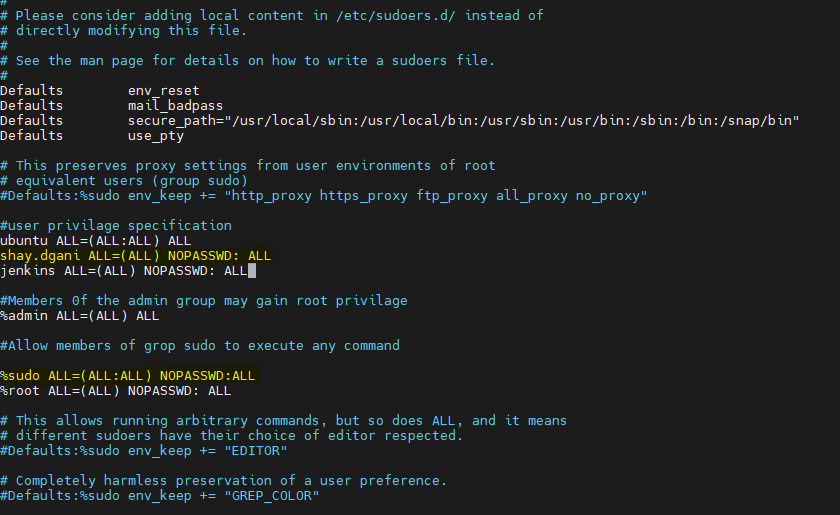 #
# Please consider adding local content in /etc/sudoers.d/ instead of
# directly modifying this file.
#
# See the man page for details on how to write a sudoers file.
#
Defaults        env_reset
Defaults        mail_badpass
Defaults        secure_path="/usr/local/sbin:/usr/local/bin:/usr/sbin:/usr/bin:/sbin:/bin:/snap/bin"
Defaults        use_pty
# This preserves proxy settings from user environments of root
# equivalent users (group sudo)
#Defaults:%sudo env_keep += "http_proxy https_proxy ftp_proxy all_proxy no_proxy"
#user privilage specification
ubuntu ALL=(ALL:ALL) ALL
shay.dgani ALL=(ALL) NOPASSWD: ALL
jenkins ALL=(ALL) NOPASSWD: ALL
#Members 0f the admin group may gain root privilage
%admin ALL=(ALL) ALL
#Allow members of grop sudo to execute any command
%sudo ALL=(ALL:ALL) NOPASSWD:ALL
%root ALL=(ALL) NOPASSWD: ALL
# This allows running arbitrary commands, but so does ALL, and it means
# different sudoers have their choice of editor respected.
#Defaults:%sudo env_keep += "EDITOR"
# Completely harmless preservation of a user preference.
#Defaults:%sudo env_keep += "GREP_COLOR"